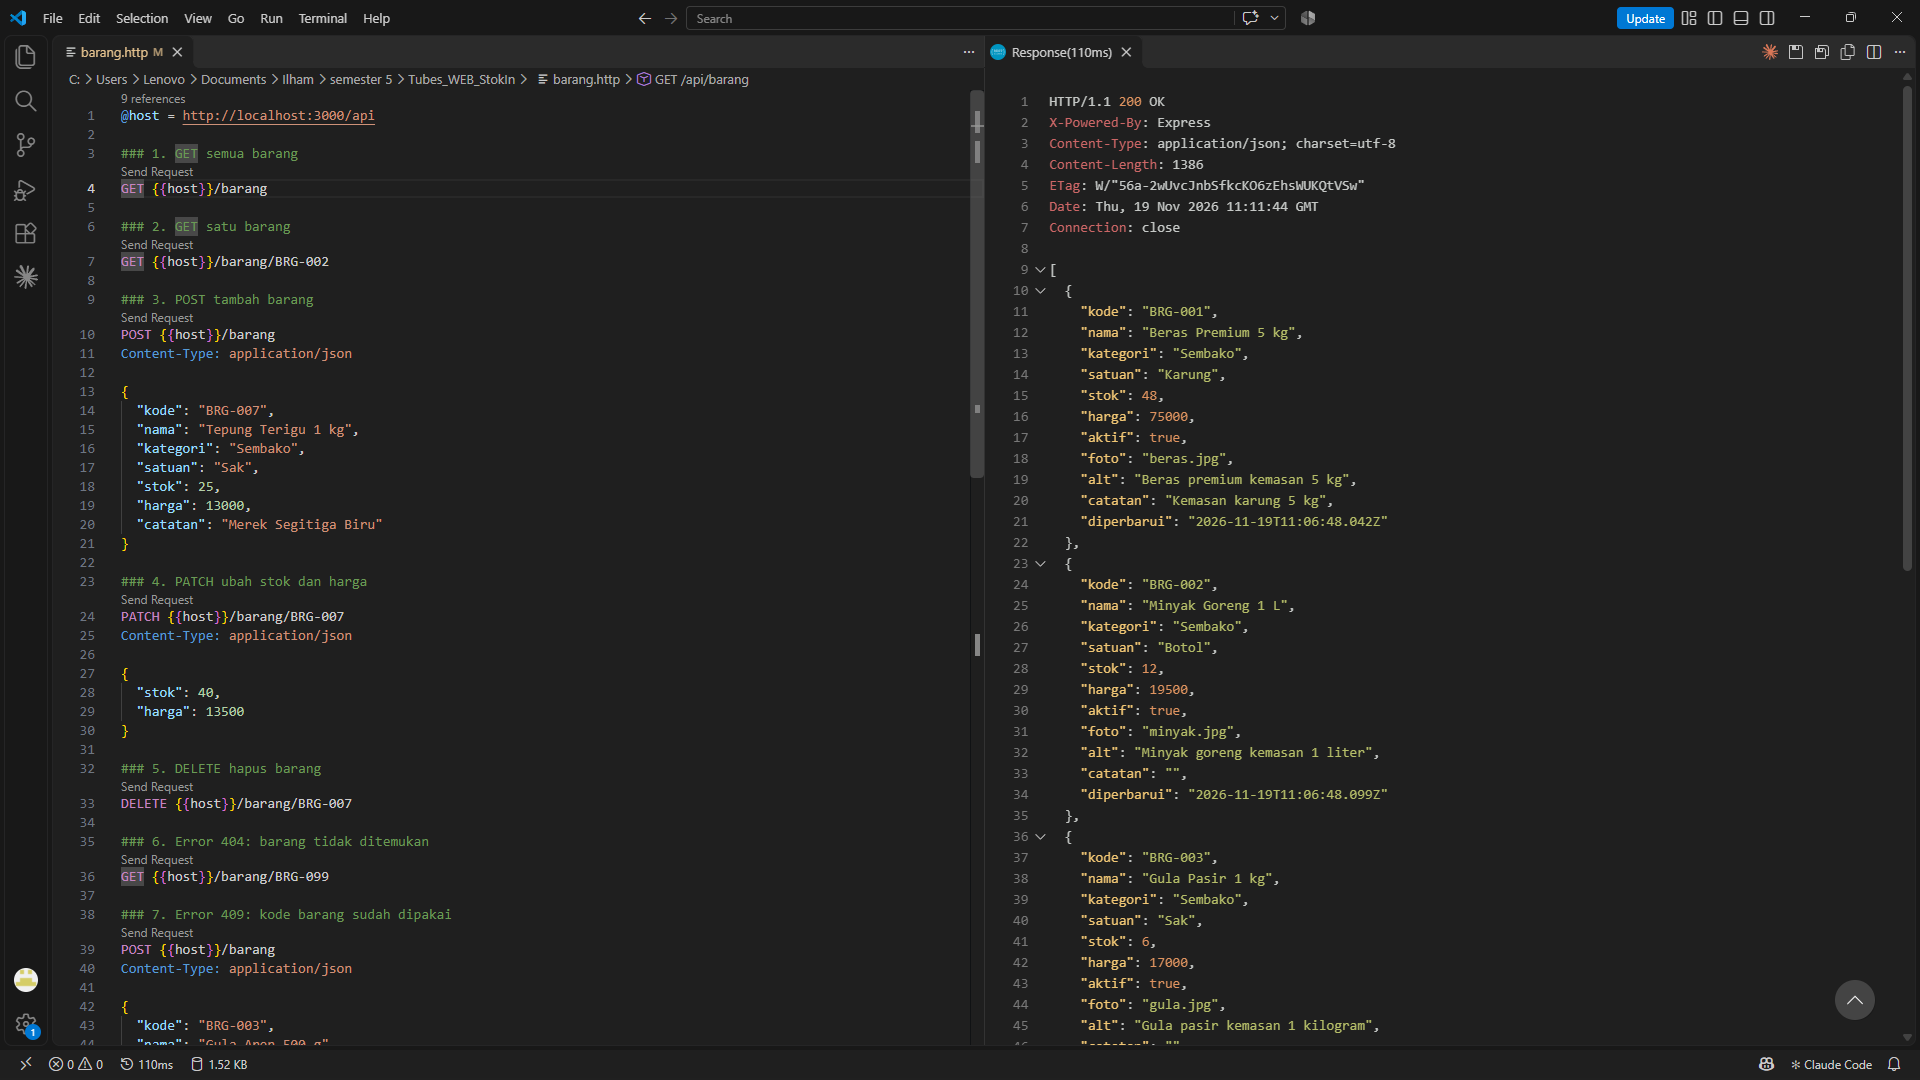 File Edit Selection View Go Run Terminal Help
Search
Update
barang.http M
C: > Users > Lenovo > Documents > Ilham > semester 5 > Tubes_WEB_StokIn > barang.http > GET /api/barang
9 references
1 @host = http://localhost:3000/api
2
3 ### 1. GET semua barang
Send Request
4 GET {{host}}/barang
5
6 ### 2. GET satu barang
Send Request
7 GET {{host}}/barang/BRG-002
8
9 ### 3. POST tambah barang
Send Request
10 POST {{host}}/barang
11 Content-Type: application/json
12
13 {
14 "kode": "BRG-007",
15 "nama": "Tepung Terigu 1 kg",
16 "kategori": "Sembako",
17 "satuan": "Sak",
18 "stok": 25,
19 "harga": 13000,
20 "catatan": "Merek Segitiga Biru"
21 }
22
23 ### 4. PATCH ubah stok dan harga
Send Request
24 PATCH {{host}}/barang/BRG-007
25 Content-Type: application/json
26
27 {
28 "stok": 40,
29 "harga": 13500
30 }
31
32 ### 5. DELETE hapus barang
Send Request
33 DELETE {{host}}/barang/BRG-007
34
35 ### 6. Error 404: barang tidak ditemukan
Send Request
36 GET {{host}}/barang/BRG-099
37
38 ### 7. Error 409: kode barang sudah dipakai
Send Request
39 POST {{host}}/barang
40 Content-Type: application/json
41
42 {
43 "kode": "BRG-003",
44 "nama": "Gula Aren 500 g"
Response(110ms)
1 HTTP/1.1 200 OK
2 X-Powered-By: Express
3 Content-Type: application/json; charset=utf-8
4 Content-Length: 1386
5 ETag: W/"56a-2wUvcJnbSfkcKO6zEhsWUKQtVSw"
6 Date: Thu, 19 Nov 2026 11:11:44 GMT
7 Connection: close
8
9 [
10 {
11 "kode": "BRG-001",
12 "nama": "Beras Premium 5 kg",
13 "kategori": "Sembako",
14 "satuan": "Karung",
15 "stok": 48,
16 "harga": 75000,
17 "aktif": true,
18 "foto": "beras.jpg",
19 "alt": "Beras premium kemasan 5 kg",
20 "catatan": "Kemasan karung 5 kg",
21 "diperbarui": "2026-11-19T11:06:48.042Z"
22 },
23 {
24 "kode": "BRG-002",
25 "nama": "Minyak Goreng 1 L",
26 "kategori": "Sembako",
27 "satuan": "Botol",
28 "stok": 12,
29 "harga": 19500,
30 "aktif": true,
31 "foto": "minyak.jpg",
32 "alt": "Minyak goreng kemasan 1 liter",
33 "catatan": "",
34 "diperbarui": "2026-11-19T11:06:48.099Z"
35 },
36 {
37 "kode": "BRG-003",
38 "nama": "Gula Pasir 1 kg",
39 "kategori": "Sembako",
40 "satuan": "Sak",
41 "stok": 6,
42 "harga": 17000,
43 "aktif": true,
44 "foto": "gula.jpg",
45 "alt": "Gula pasir kemasan 1 kilogram",
46 "catatan": ""
1
0 0 110ms 1.52 KB
Claude Code